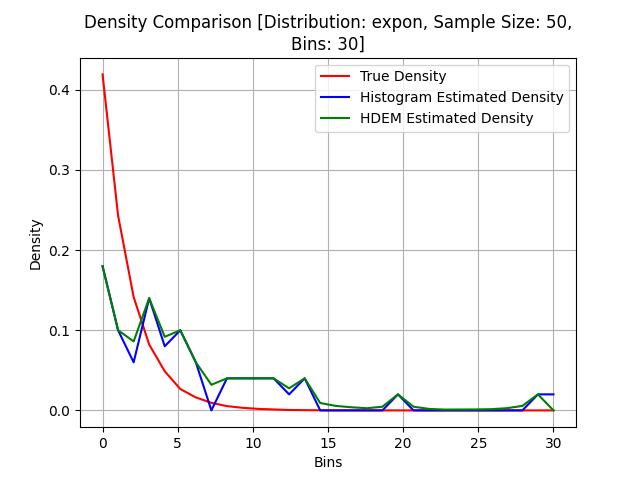 Density Comparison [Distribution: expon, Sample Size: 50,
Bins: 30]
True Density
Histogram Estimated Density
HDEM Estimated Density
Density
0.4
0.3
0.2
0.1
0.0
0 5 10 15 20 25 30
Bins